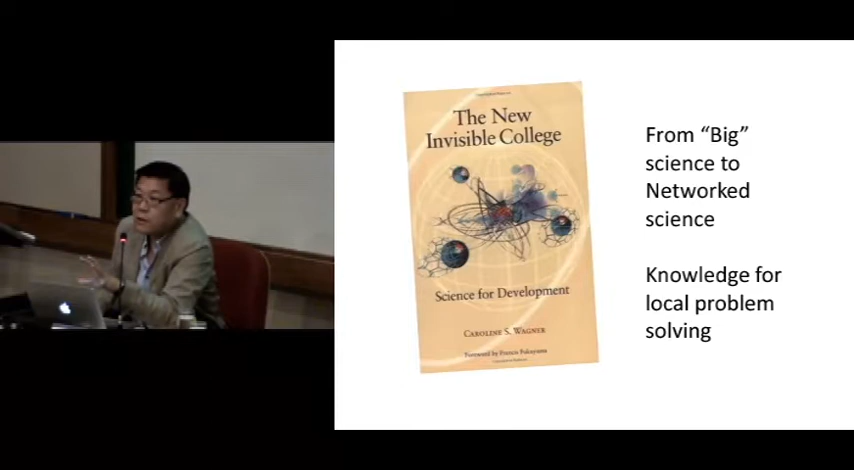 The New
Invisible College
Science for Development
CAROLINE S. WAGNER
Foreword by Francis Fukuyama
From “Big”
science to
Networked
science
Knowledge for
local problem
solving